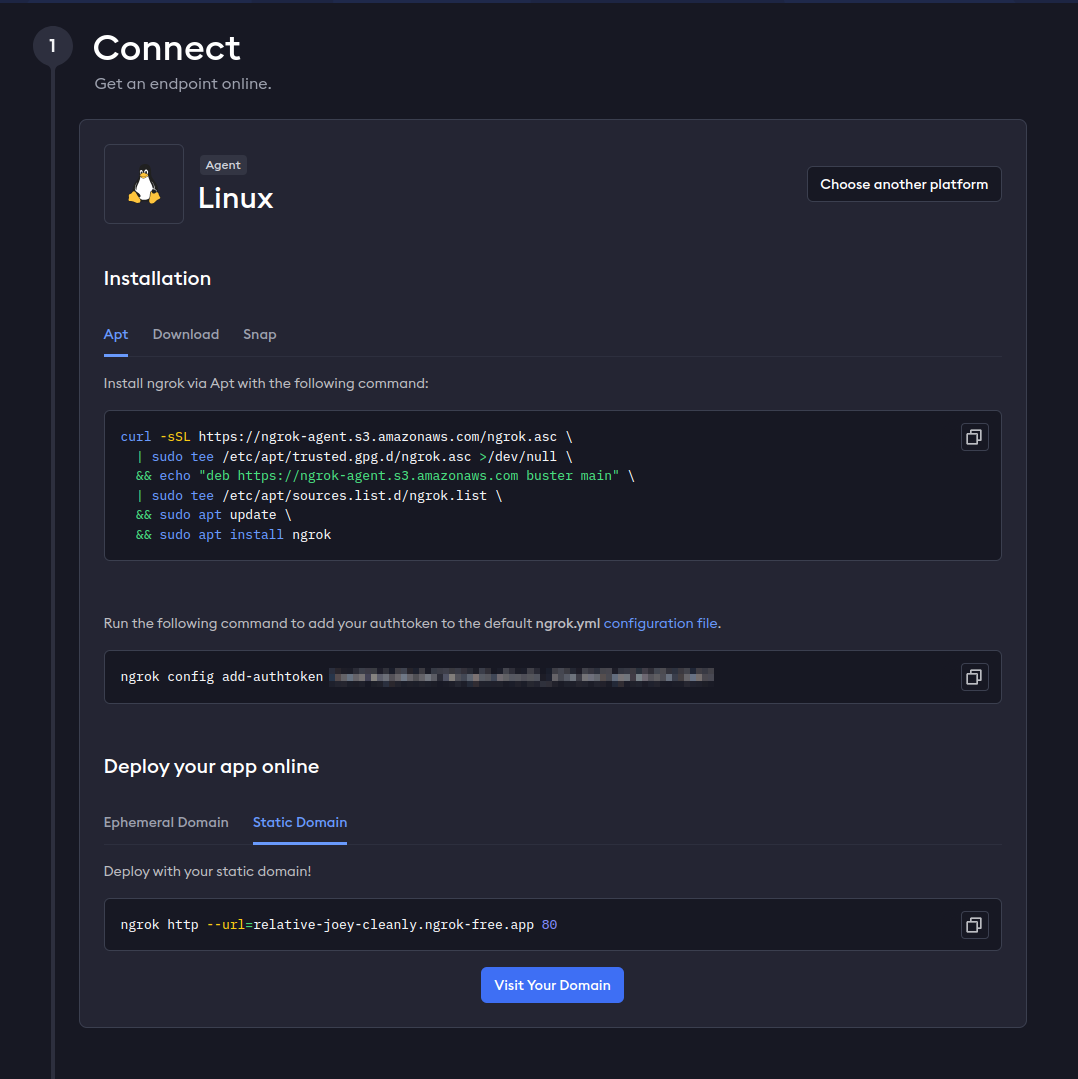 1
Connect
Get an endpoint online.
Agent
Linux
Choose another platform
Installation
Apt Download Snap
Install ngrok via Apt with the following command:
curl -sSL https://ngrok-agent.s3.amazonaws.com/ngrok.asc \
| sudo tee /etc/apt/trusted.gpg.d/ngrok.asc >/dev/null \
&& echo "deb https://ngrok-agent.s3.amazonaws.com buster main" \
| sudo tee /etc/apt/sources.list.d/ngrok.list \
&& sudo apt update \
&& sudo apt install ngrok
Run the following command to add your authtoken to the default ngrok.yml configuration file.
ngrok config add-authtoken
Deploy your app online
Ephemeral Domain Static Domain
Deploy with your static domain!
ngrok http --url=relative-joey-cleanly.ngrok-free.app 80
Visit Your Domain